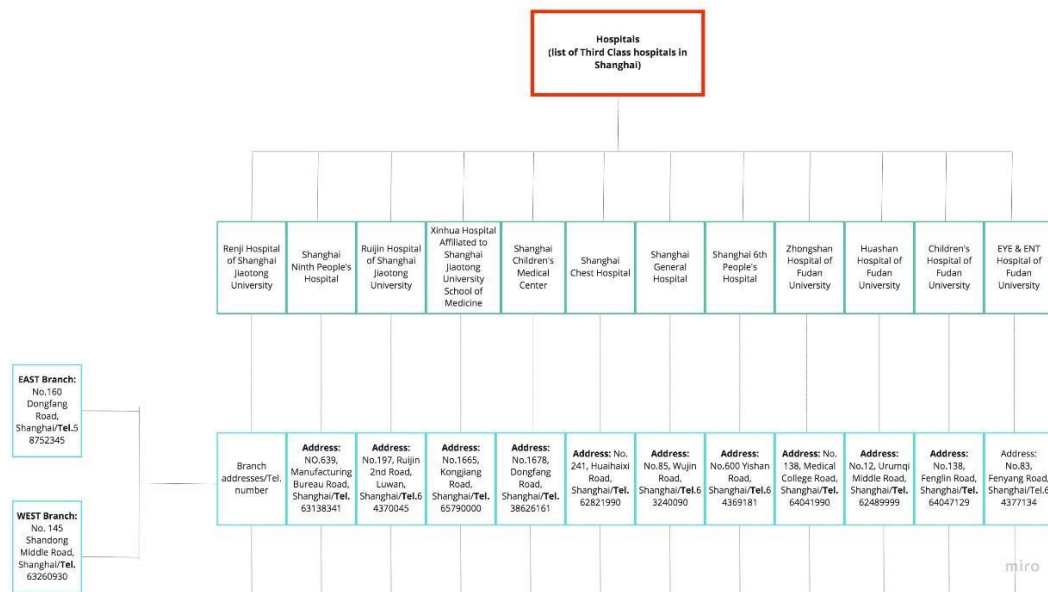 Hospitals
(list of Third Class hospitals in
Shanghai)
Renji Hospital
of Shanghai
Jiaotong
University
Shanghai
Ninth People's
Hospital
Ruijin Hospital
of Shanghai
Jiaotong
University
Xinhua Hospital
Affiliated to
Shanghai
Jiaotong
University
School of
Medicine
Shanghai
Children's
Medical
Center
Shanghai
Chest Hospital
Shanghai
General
Hospital
Shanghai 6th
People's
Hospital
Zhongshan
Hospital of
Fudan
University
Huashan
Hospital of
Fudan
University
Children's
Hospital of
Fudan
University
EYE & ENT
Hospital of
Fudan
University
EAST Branch:
No.160
Dongfang
Road,
Shanghai/Tel.5
8752345
WEST Branch:
No. 145
Shandong
Middle Road,
Shanghai/Tel.
63260930
Branch
addresses/Tel.
number
Address:
NO.639,
Manufacturing
Bureau Road,
Shanghai/Tel.
63138341
Address:
No.197, Ruijin
2nd Road,
Luwan,
Shanghai/Tel.6
4370045
Address:
No.1665,
Kongjiang
Road,
Shanghai/Tel.
65790000
Address:
No.1678,
Dongfang
Road,
Shanghai/Tel.
38626161
Address: No.
241, Huaihaixi
Road,
Shanghai/Tel.
62821990
Address:
No.85, Wujin
Road,
Shanghai/Tel.6
3240090
Address:
No.600 Yishan
Road,
Shanghai/Tel.6
4369181
Address: No.
138, Medical
College Road,
Shanghai/Tel.
64041990
Address:
No.12, Urumqi
Middle Road,
Shanghai/Tel.
62489999
Address:
No.138,
Fenglin Road,
Shanghai/Tel.
64047129
Address:
No.83,
Fenyang Road,
Shanghai/Tel.6
4377134
miro